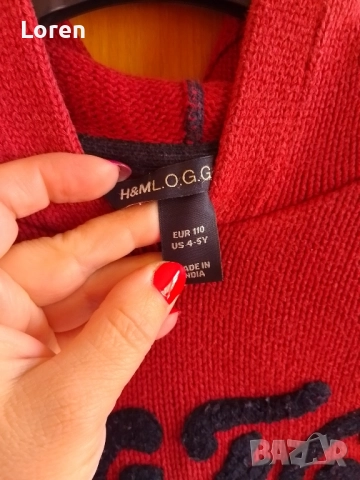 Loren
H&M L.O.G.G
EUR 110
US 4-5Y
MADE IN
INDIA
BAZAR